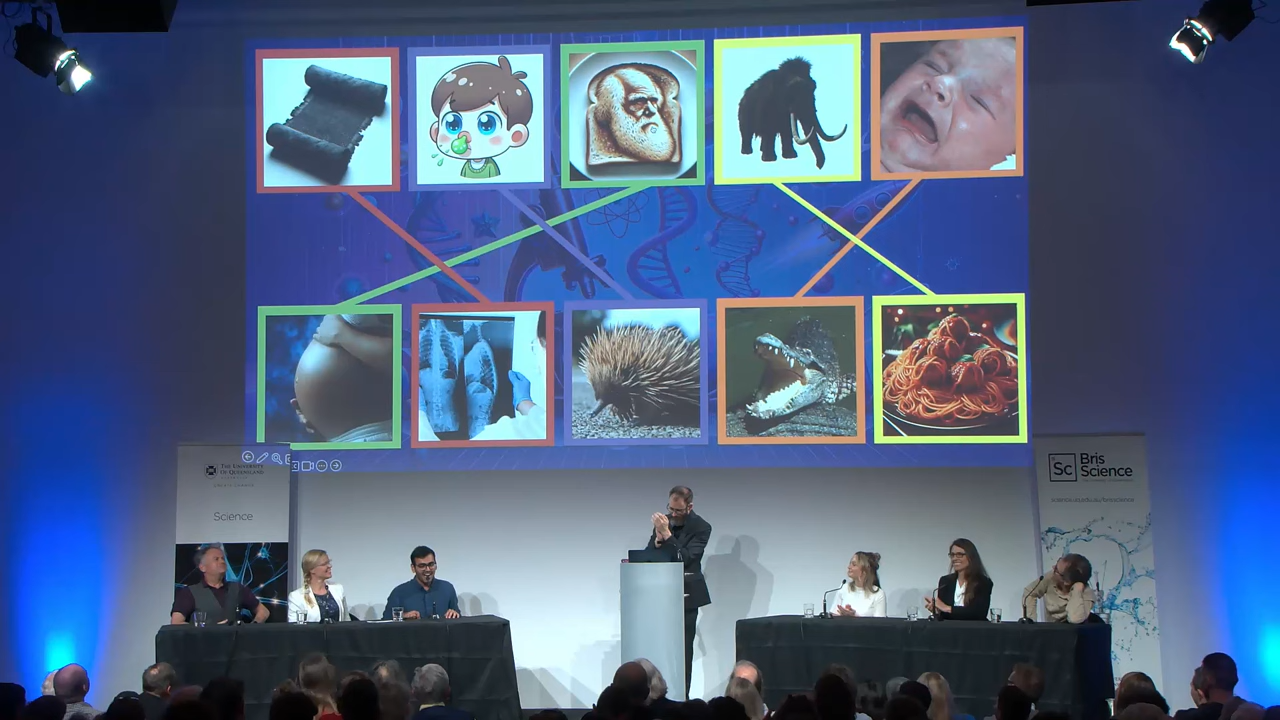 THE UNIVERSITY
OF QUEENSLAND
Science
Sc
Bris
Science